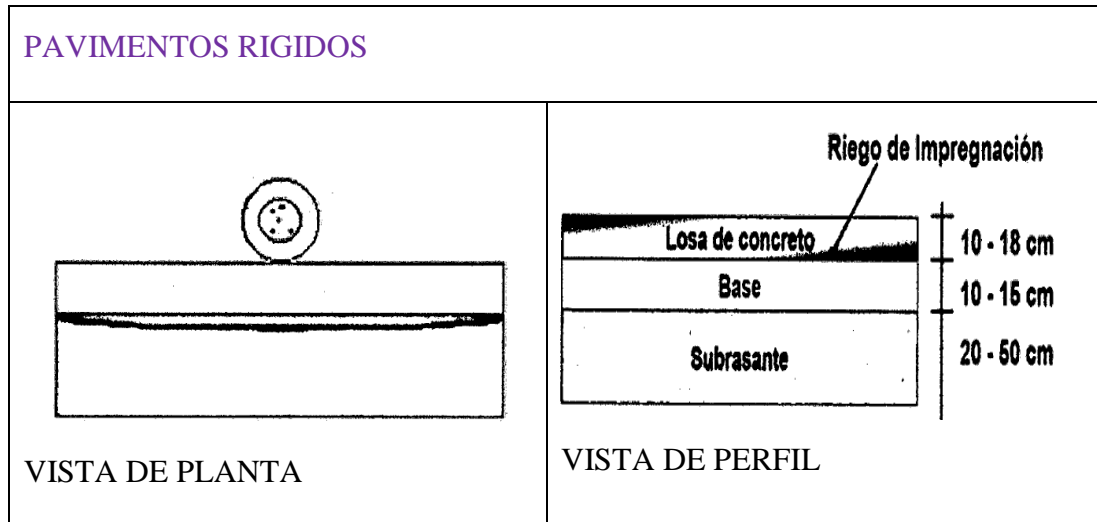 PAVIMENTOS RIGIDOS
VISTA DE PLANTA
Riego de Impregnación
Losa de concreto
10 - 18 cm
Base
10 - 15 cm
Subrasante
20 - 50 cm
VISTA DE PERFIL